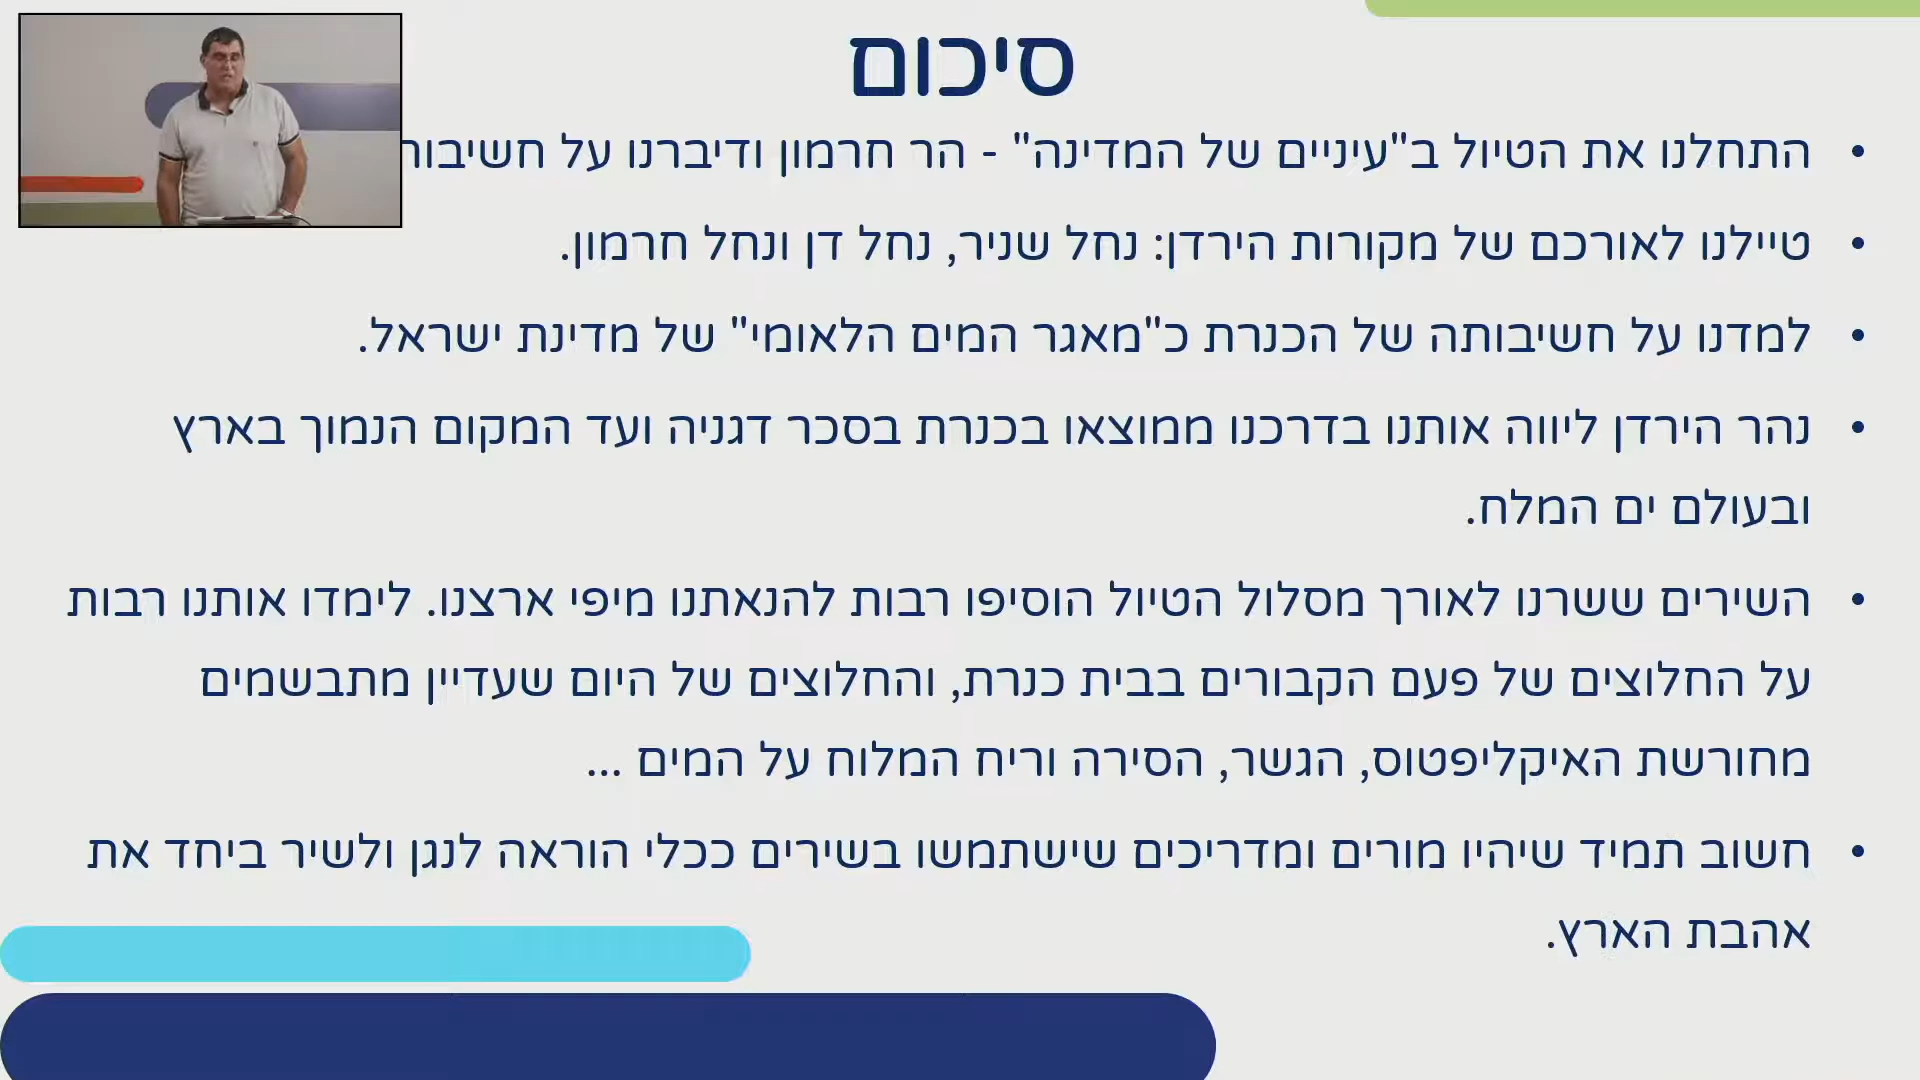 סיכום
התחלנו את הטיול ב"עיניים של המדינה" - הר חרמון ודיברנו על
טיילנו לאורכם של מקורות הירדן: נחל שניר, נחל דן ונחל חרמון.
למדנו על חשיבותה של הכנרת כ"מאגר המים הלאומי" של מדינת ישראל.
נהר הירדן ליווה אותנו בדרכנו ממוצאו בכנרת בסכר דגניה ועד המקום הנמוך בארץ
ובעולם ים המלח.
השירים ששרנו לאורך מסלול הטיול הוסיפו רבות להנאתנו מיפי ארצנו. לימדו אותנו רבות
על החלוצים של פעם הקבורים בבית כנרת, והחלוצים של היום שעדיין מתבשמים
מחורשת האיקליפטוס, הגשר, הסירה וריח המלוח על המים ...
חשוב תמיד שיהיו מורים ומדריכים שישתמשו בשירים ככלי הוראה לנגן ולשיר ביחד את
אהבת הארץ.